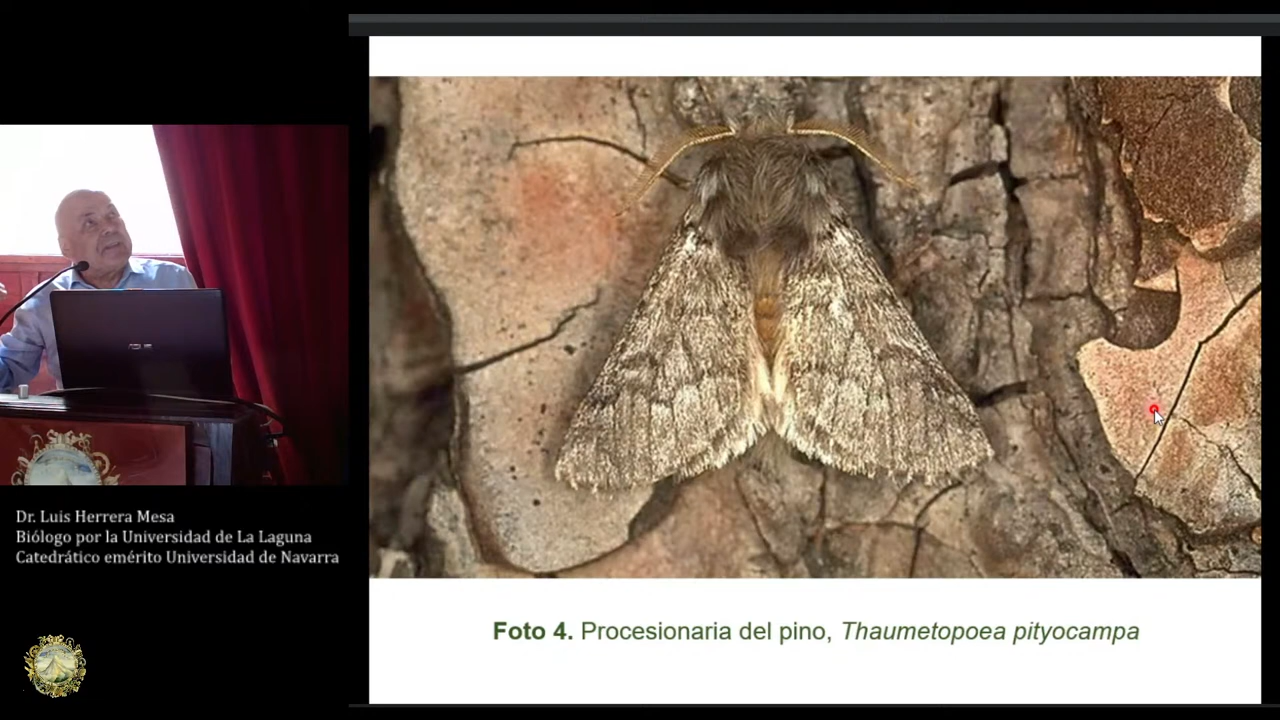 Dr. Luis Herrera Mesa
Biólogo por la Universidad de La Laguna
Catedrático emérito Universidad de Navarra
Foto 4. Procesionaria del pino, Thaumetopoea pityocampa